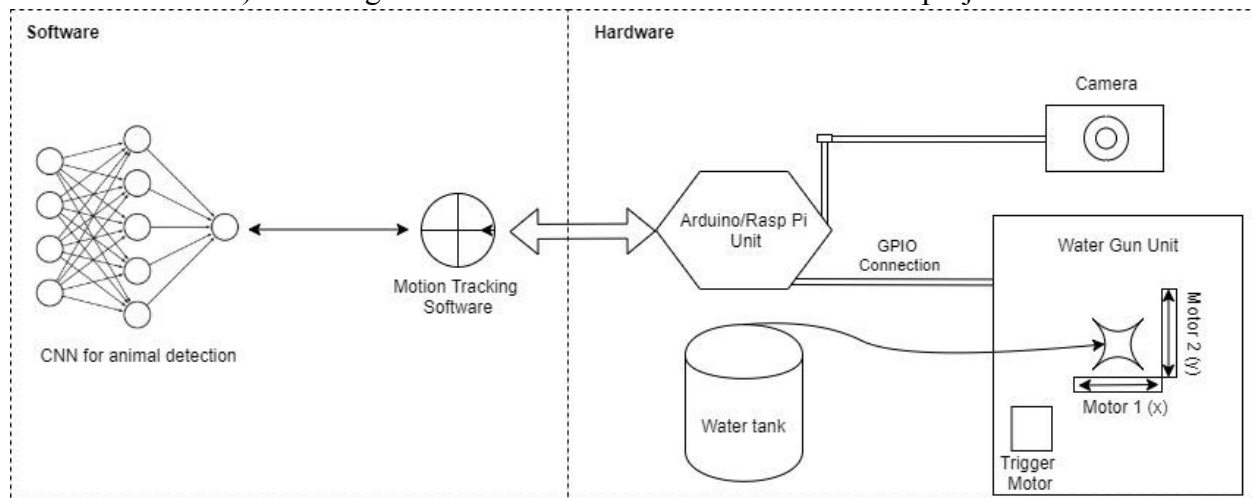 Software
Hardware
Camera
Arduino/Rasp Pi
Unit
GPIO
Connection
Water Gun Unit
Motor 2 (y)
Motor 1 (x)
Trigger
Motor
Motion Tracking
Software
CNN for animal detection
Water tank